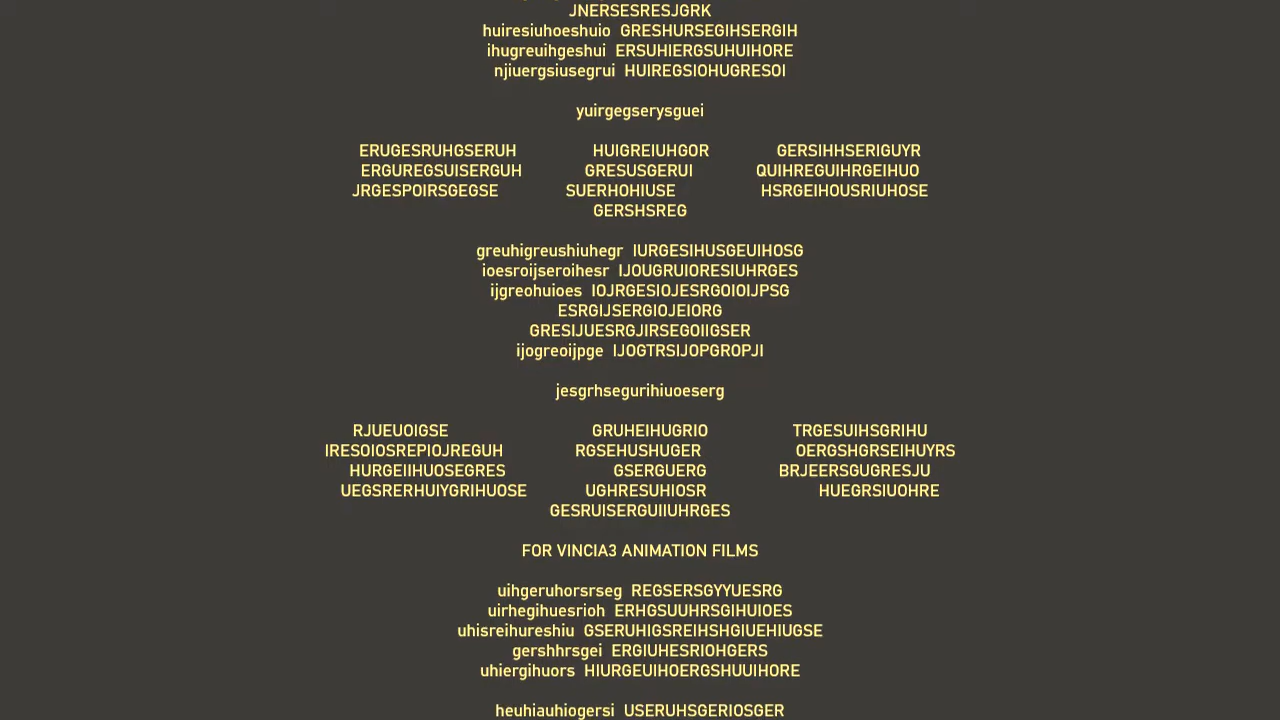 JNERSESRESJGRK
huiresiuhoeshuio GRESHURSEGIHSERGIH
ihugreuihgeshui ERSUHIERGSUHUIHORE
njiuergsiusegrui HUIREGSIOHUGRESOI
yuirgegserysguei
ERUGESRUHGSERUH HUIGREIUHGOR GERSIHHSERIGUYR
ERGUREGSUISERGUH GRESUSGERUI QUIHREGUIHRGEIHUO
JRGESPOIRSGEGSE SUERHOHIUSE HSRGEIHOUSRIUHOSE
GERSHSREG
greuhigreushiuhegr IURGESIHUSGEUIHOSG
ioesroijseroihesr IJOUGRUIORESIUHRGES
ijgreohuioes IOJRGESIOJESRGOIOIJPSG
ESRGIJSERGIOJEIORG
GRESIJUESRGJIRSEGOIIGSER
ijogreoijpge IJOGTRSIJOPGROPJI
jesgrhsegurihiuoeserg
RJUEUOIGSE GRUHEIHUGRIO TRGESUIHSGRIHU
IRESOIOSREPIOJREGUH RGSEHUSHUGER OERGSHGRSEIHUYRS
HURGEIIHUOSEGRES GSERGUERG BRJEERSGUGRESJU
UEGSRERHUIYGRIHUOSE UGHRESUHIOSR HUEGRSIUOHRE
GESRUISERGUIIUHRGES
FOR VINCIA3 ANIMATION FILMS
uihgeruhorsrseg REGSERSGYYUESRG
uirhegihuesrioh ERHGSUUHRSGIHUIOES
uhisreihureshiu GSERUHIGSREIHSHGIUEHIUGSE
gershhrsgei ERGIUHESRIOHGERS
uhiergihuors HIURGEUIHOERGSHUUIHORE
heuhiauhiogersi USERUHSGERIOSGER